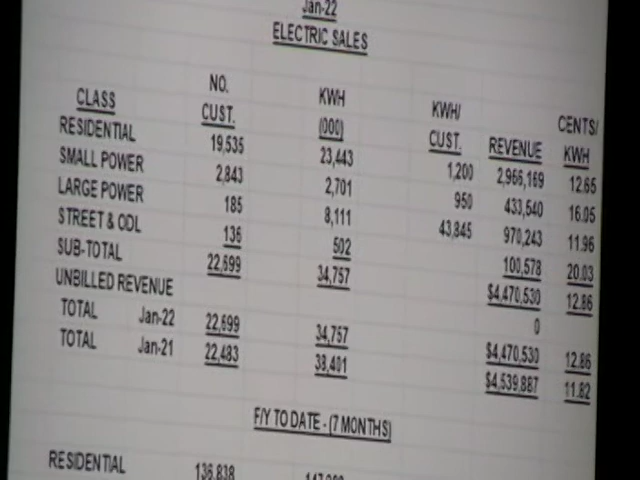 Jan-22
ELECTRIC SALES
CLASS NO. CUST. KWH (000) KWH/ CUST. REVENUE CENTS/ KWH
RESIDENTIAL 19,535 23,443 1,200 2,966,169 12.65
SMALL POWER 2,843 2,701 950 433,540 16.05
LARGE POWER 185 8,111 43,845 970,243 11.96
STREET & ODL 136 502 100,578 20.03
SUB-TOTAL 22,699 34,757 $4,470,530 12.86
UNBILLED REVENUE 0
TOTAL Jan-22 22,699 34,757 $4,470,530 12.86
TOTAL Jan-21 22,483 38,401 $4,539,887 11.82
F/Y TO DATE - (7 MONTHS)
RESIDENTIAL 136,838